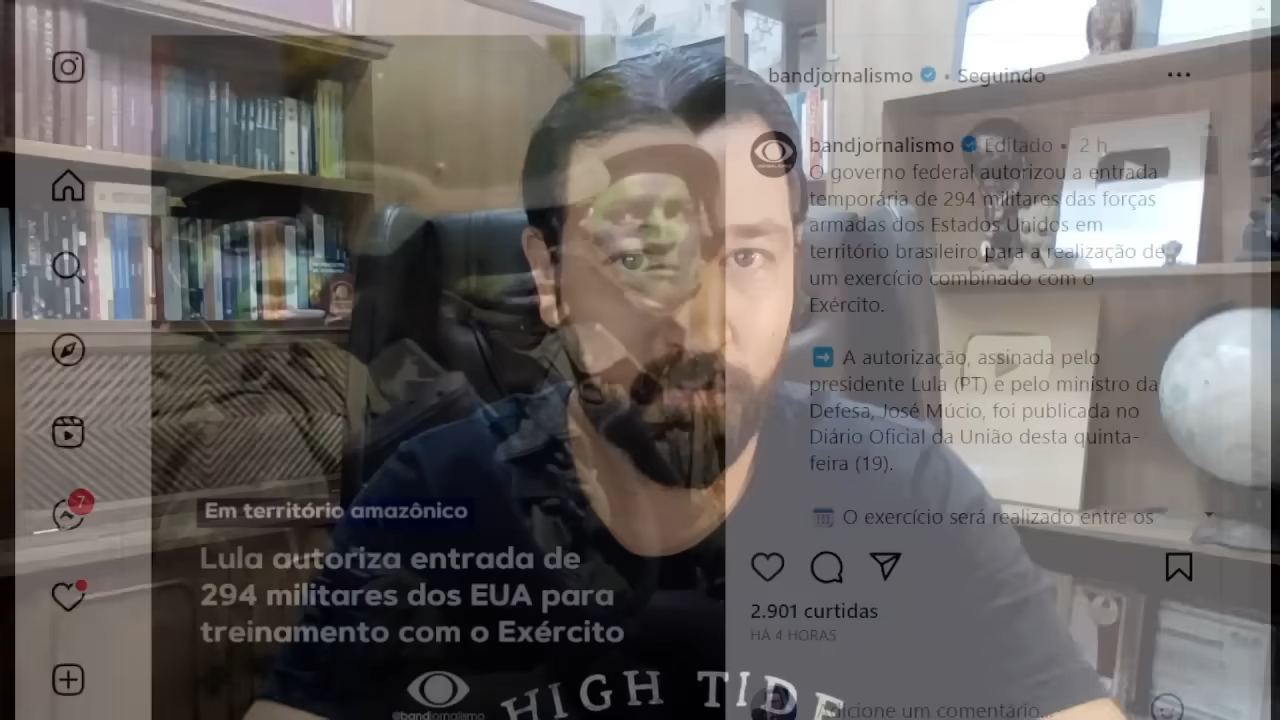 bandjornalismo • Seguindo
bandjornalismo Editado • 2 h
O governo federal autorizou a entrada
temporária de 294 militares das forças
armadas dos Estados Unidos em
território brasileiro para a realização de
um exercício combinado com o
Exército.
A autorização, assinada pelo
presidente Lula (PT) e pelo ministro da
Defesa, José Múcio, foi publicada no
Diário Oficial da União desta quinta-
feira (19).
O exercício será realizado entre os
2.901 curtidas
HÁ 4 HORAS
Adicione um comentário...
7
Em território amazônico
Lula autoriza entrada de
294 militares dos EUA para
treinamento com o Exército
@bandjornalismo
HIGH TIDE